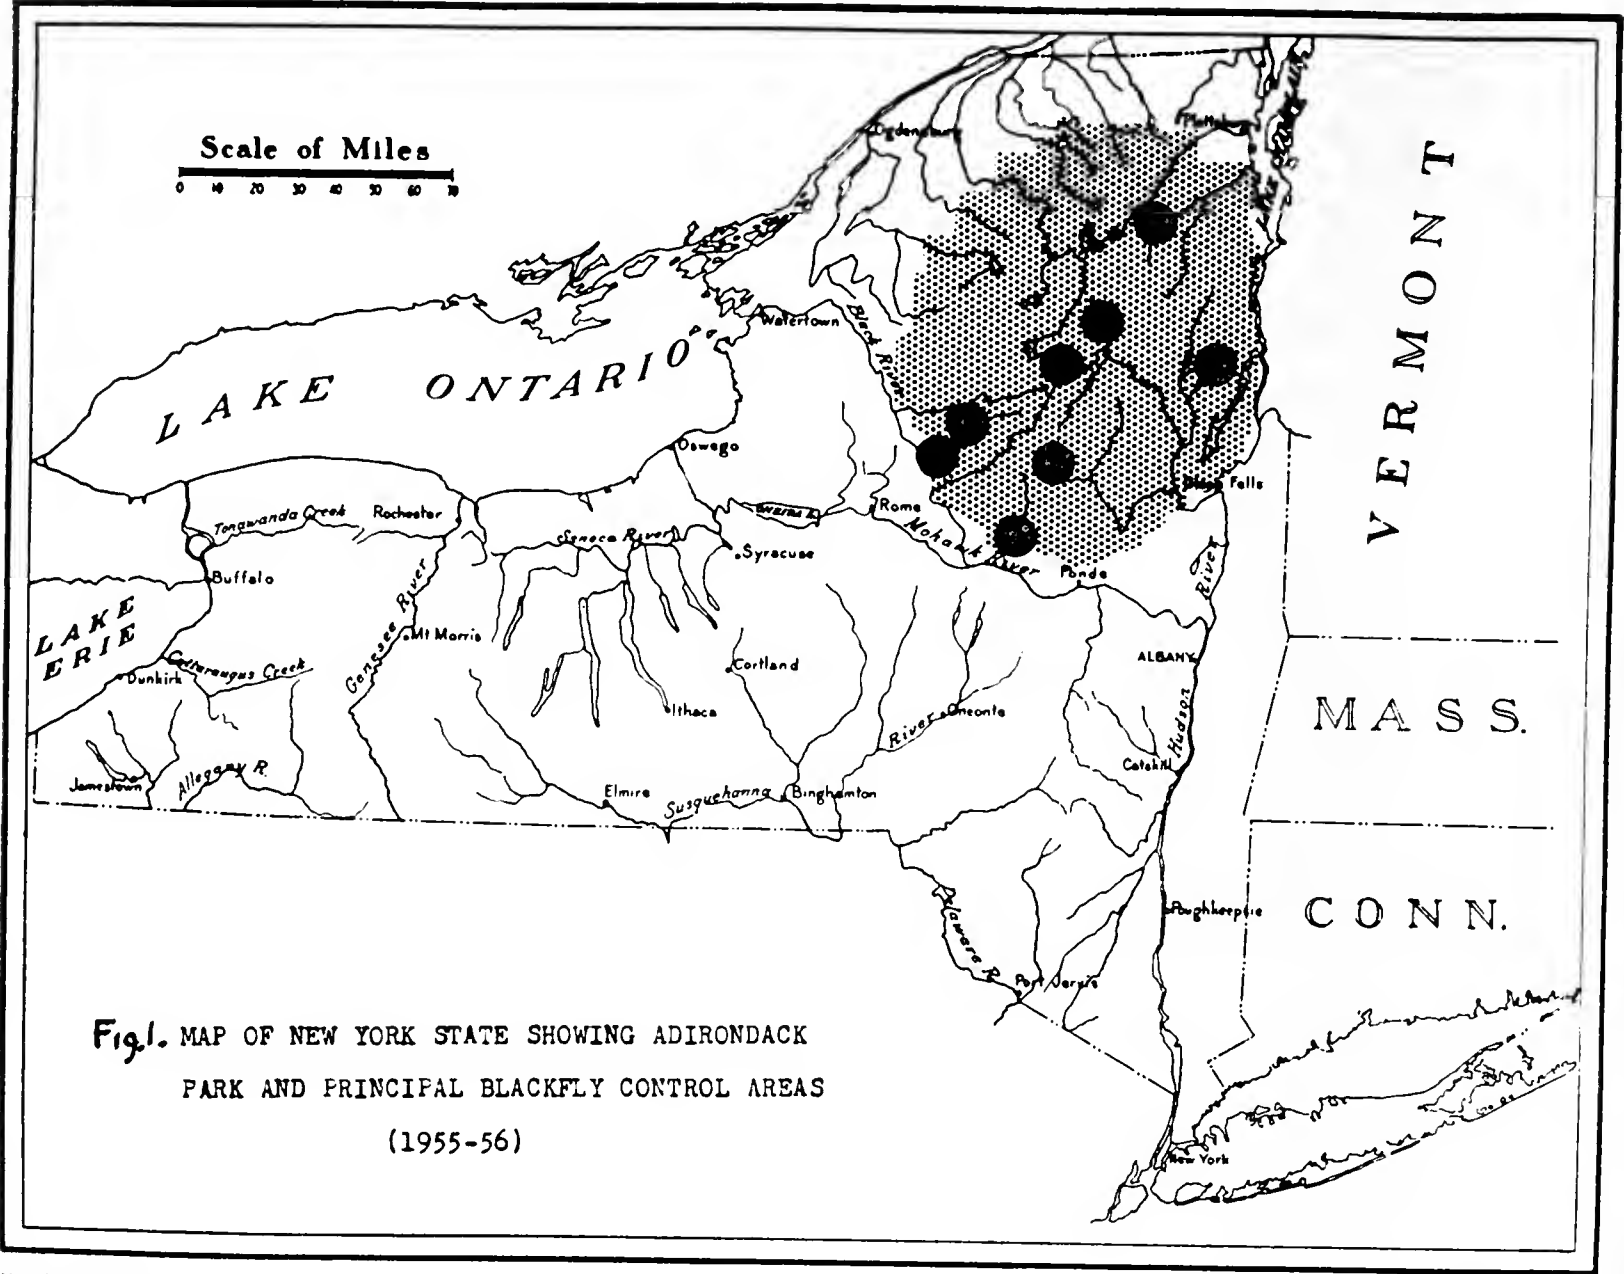 Scale of Miles
0 10 20 30 40 50 60 70
Ogdensburg
LAKE ONTARIO
Watertown
Black River
VERMONT
Oswego
Tonawanda Creek
Rochester
Seneca River
Syracuse
Rome
Mohawk River
Falls
Fonda
River
Buffalo
LAKE
ERIE
Genesee River
Mt Morris
Cattaraugus Creek
Dunkirk
Cortland
Ithaca
River
Oneonta
ALBANY
Hudson
MASS.
Catskill
Jamestown
Allegany R.
Elmira
Susquehanna
Binghamton
Delaware R.
Poughkeepsie
CONN.
Port Jervis
New York
Fig.1. MAP OF NEW YORK STATE SHOWING ADIRONDACK
PARK AND PRINCIPAL BLACKFLY CONTROL AREAS
(1955-56)